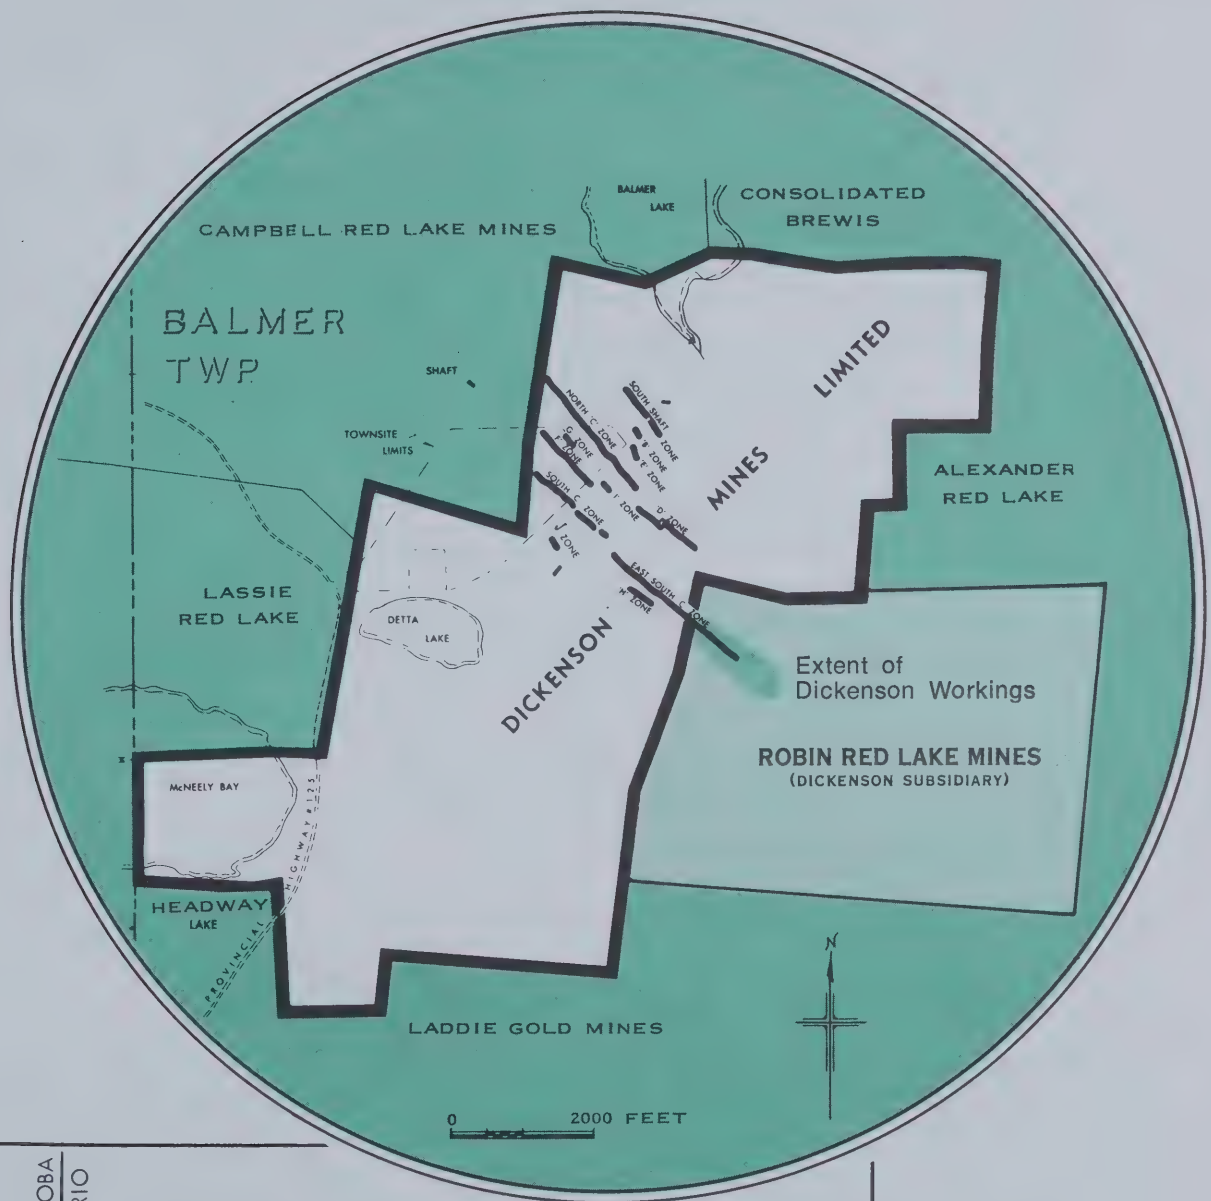 BALMER
LAKE
CONSOLIDATED
BREWIS
CAMPBELL RED LAKE MINES
BALMER
TWP.
LIMITED
SHAFT
SOUTH SHAFT ZONE
NORTH 'C' ZONE
TOWNSITE
LIMITS
G ZONE
F ZONE
'B' ZONE
'E' ZONE
MINES
ALEXANDER
RED LAKE
SOUTH C ZONE
ZONE
D' ZONE
J ZONE
EAST SOUTH C ZONE
LASSIE
RED LAKE
DETTA
LAKE
'H' ZONE
DICKENSON
Extent of
Dickenson Workings
ROBIN RED LAKE MINES
(DICKENSON SUBSIDIARY)
McNEELY BAY
PROVINCIAL HIGHWAY #125
HEADWAY
LAKE
N
LADDIE GOLD MINES
0 2000 FEET
OBA
RIO